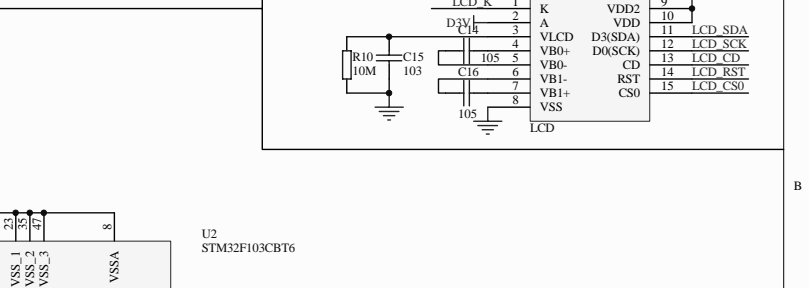 LCD_K 1 K VDD2 9
D3V 2 A VDD 10
C14 3 VLCD D3(SDA) 11 LCD_SDA
4 VB0+ D0(SCK) 12 LCD_SCK
R10 C15 105 5 VB0- CD 13 LCD_CD
10M 103 C16 6 VB1- RST 14 LCD_RST
7 VB1+ CS0 15 LCD_CS0
105 8 VSS
LCD
B
23 35 47 8
U2
STM32F103CBT6
VSS_1 VSS_2 VSS_3 VSSA